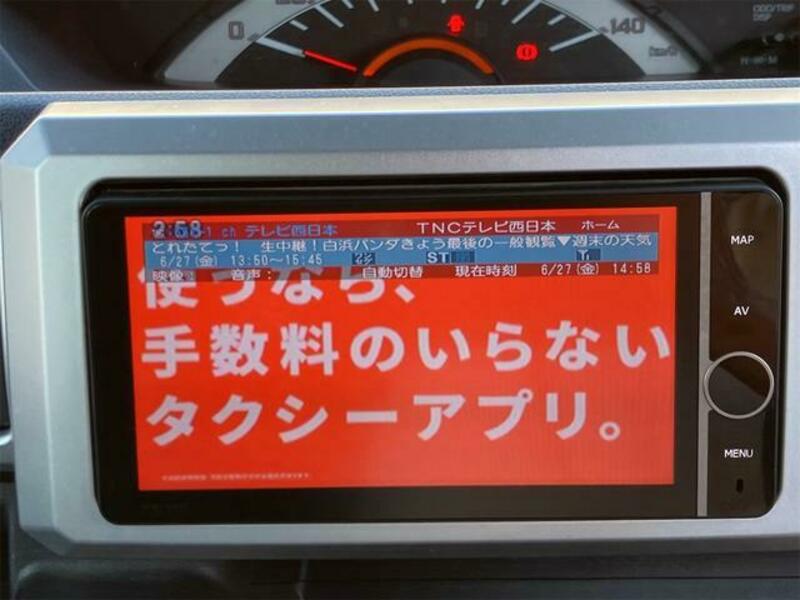 0
140
km/h
2:58
1 ch テレビ西日本
TNCテレビ西日本 ホーム
とれたてっ! 生中継!白浜パンダきょう最後の一般観覧▼週末の天気
6/27(金) 13:50~15:45
ST
映像: 音声: 自動切替 現在時刻 6/27(金) 14:58
使うなら、
手数料のいらない
タクシーアプリ。
MAP
AV
MENU